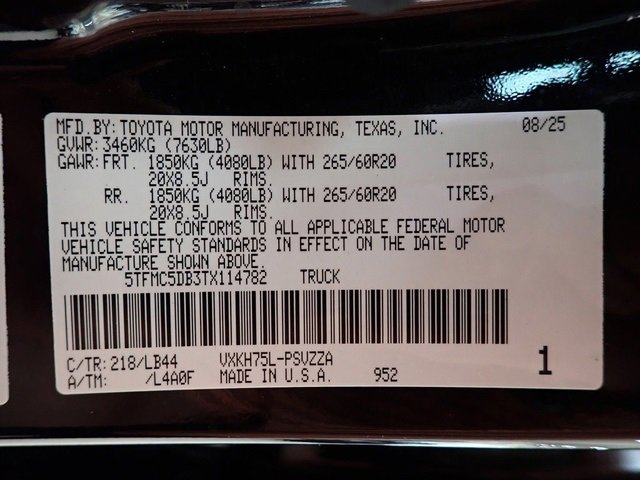 MFD.BY:TOYOTA MOTOR MANUFACTURING, TEXAS, INC. 08/25
GVWR:3460KG (7630LB)
GAWR:FRT. 1850KG (4080LB) WITH 265/60R20 TIRES,
20X8.5J RIMS.
RR. 1850KG (4080LB) WITH 265/60R20 TIRES,
20X8.5J RIMS.
THIS VEHICLE CONFORMS TO ALL APPLICABLE FEDERAL MOTOR
VEHICLE SAFETY STANDARDS IN EFFECT ON THE DATE OF
MANUFACTURE SHOWN ABOVE.
5TFMC5DB3TX114782 TRUCK
C/TR:218/LB44 VXKH75L-PSVZZA
A/TM: /L4A0F MADE IN U.S.A. 952 1